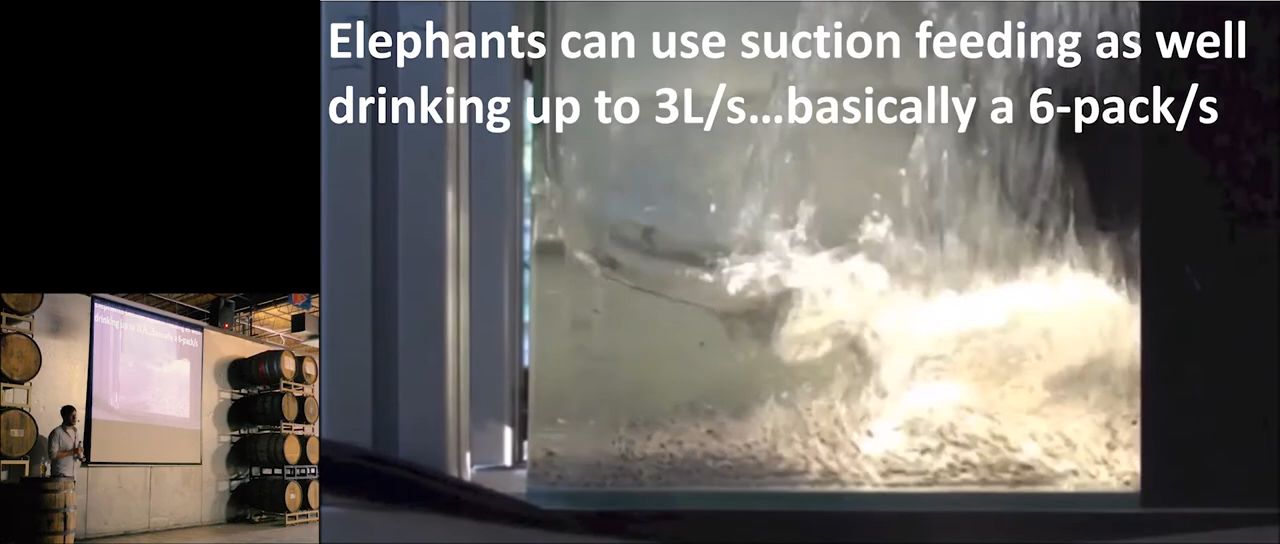 Elephants can use suction feeding as well
drinking up to 3L/s...basically a 6-pack/s